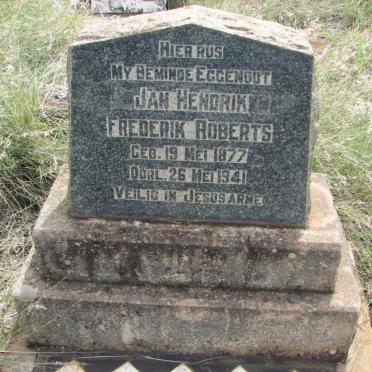 HIER RUS
MY BEMINDE EGGENOOT
JAN HENDRIK
FREDERIK ROBERTS
GEB. 19 MEI 1877
OORL. 26 MEI 1941
VEILIG IN JESUS ARME